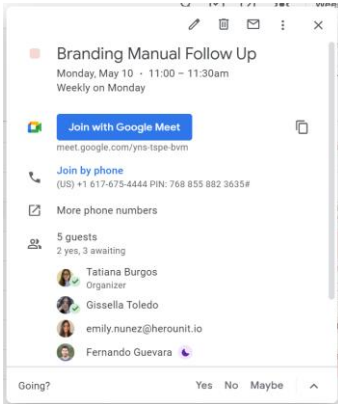 Branding Manual Follow Up
Monday, May 10 · 11:00 – 11:30am
Weekly on Monday
Join with Google Meet
meet.google.com/yns-tspe-bvm
Join by phone
(US) +1 617-675-4444 PIN: 768 855 882 3635#
More phone numbers
5 guests
2 yes, 3 awaiting
Tatiana Burgos
Organizer
Gissella Toledo
emily.nunez@herounit.io
Fernando Guevara
Going?
Yes No Maybe